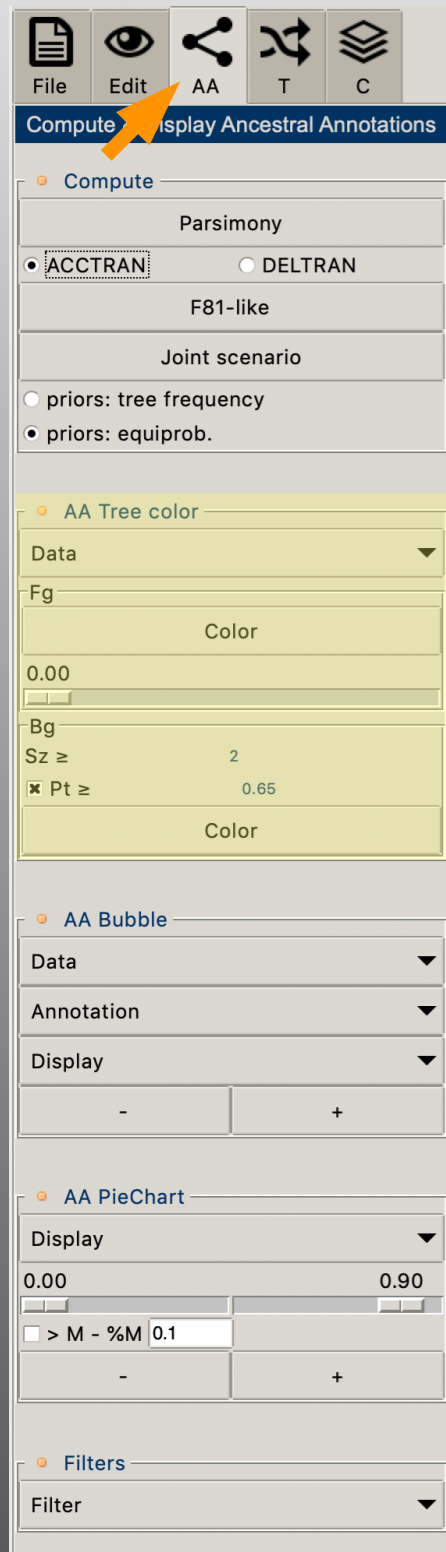 File Edit AA T C
Compute & Display Ancestral Annotations
Compute
Parsimony
ACCTRAN DELTRAN
F81-like
Joint scenario
priors: tree frequency
priors: equiprob.
AA Tree color
Data
Fg
Color
0.00
Bg
Sz ≥ 2
Pt ≥ 0.65
Color
AA Bubble
Data
Annotation
Display
- +
AA PieChart
Display
0.00 0.90
> M - %M 0.1
- +
Filters
Filter